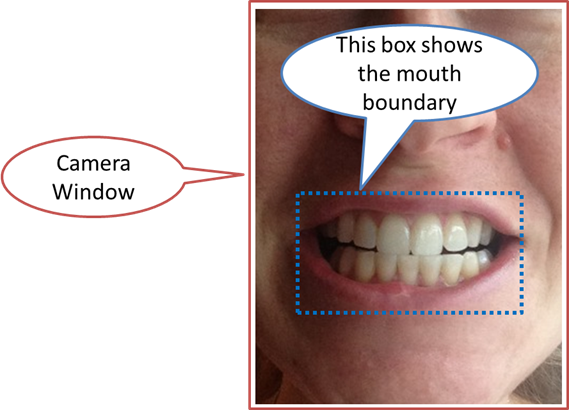 This box shows
the mouth
boundary
Camera
Window